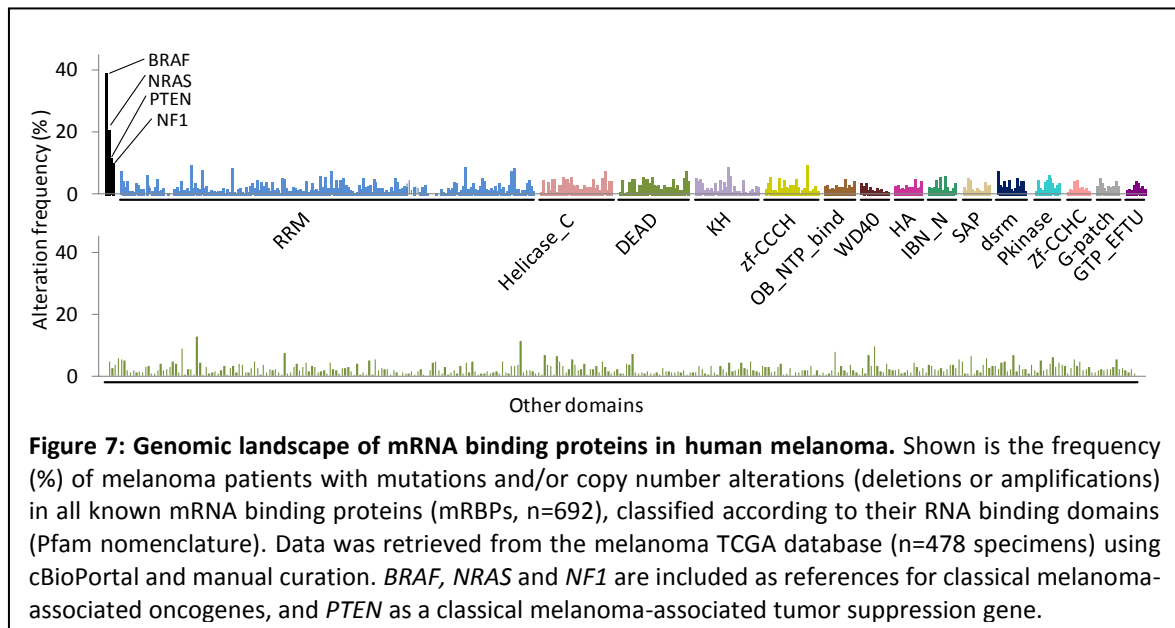 40
20
0
BRAF
NRAS
PTEN
NF1
Alteration frequency (%)
RRM
Helicase_C
DEAD
KH
zf-CCCH
OB_NTP_bind
WD40
HA
IBN_N
SAP
dsrm
Pkinase
Zf-CCHC
G-patch
GTP_EFTU
40
20
0
Other domains
Figure 7: Genomic landscape of mRNA binding proteins in human melanoma. Shown is the frequency
(%) of melanoma patients with mutations and/or copy number alterations (deletions or amplifications)
in all known mRNA binding proteins (mRBPs, n=692), classified according to their RNA binding domains
(Pfam nomenclature). Data was retrieved from the melanoma TCGA database (n=478 specimens) using
cBioPortal and manual curation. BRAF, NRAS and NF1 are included as references for classical melanoma-
associated oncogenes, and PTEN as a classical melanoma-associated tumor suppression gene.